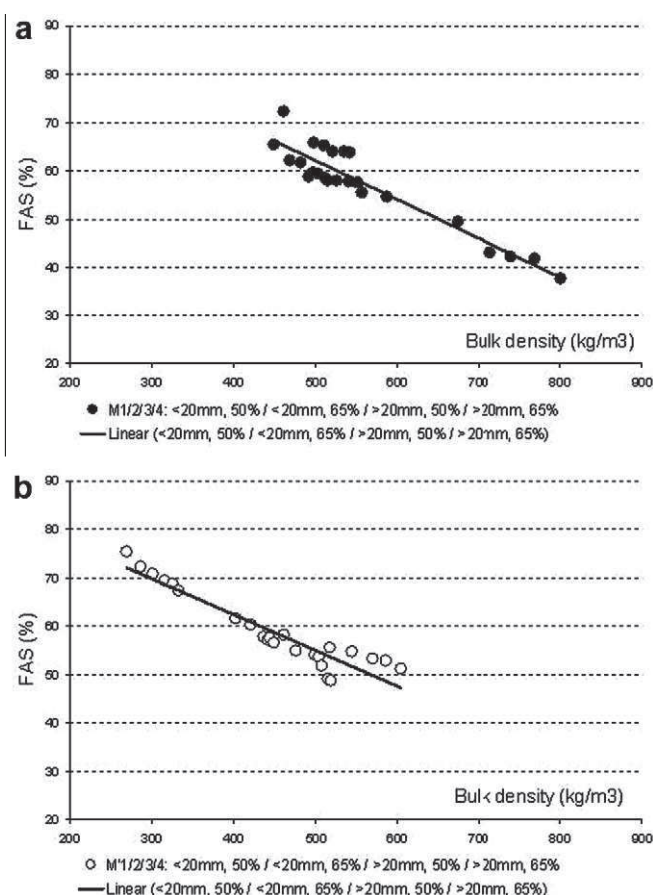 a
90
80
70
60
50
40
30
20
FAS (%)
Bulk density (kg/m3)
200 300 400 500 600 700 800 900
M1/2/3/4: <20mm, 50% / <20mm, 65% / >20mm, 50% / >20mm, 65%
Linear (<20mm, 50% / <20mm, 65% / >20mm, 50% / >20mm, 65%)
b
90
80
70
60
50
40
30
20
FAS (%)
Bulk density (kg/m3)
200 300 400 500 600 700 800 900
M'1/2/3/4: <20mm, 50% / <20mm, 65% / >20mm, 50% / >20mm, 65%
Linear (<20mm, 50% / <20mm, 65% / >20mm, 50% / >20mm, 65%)